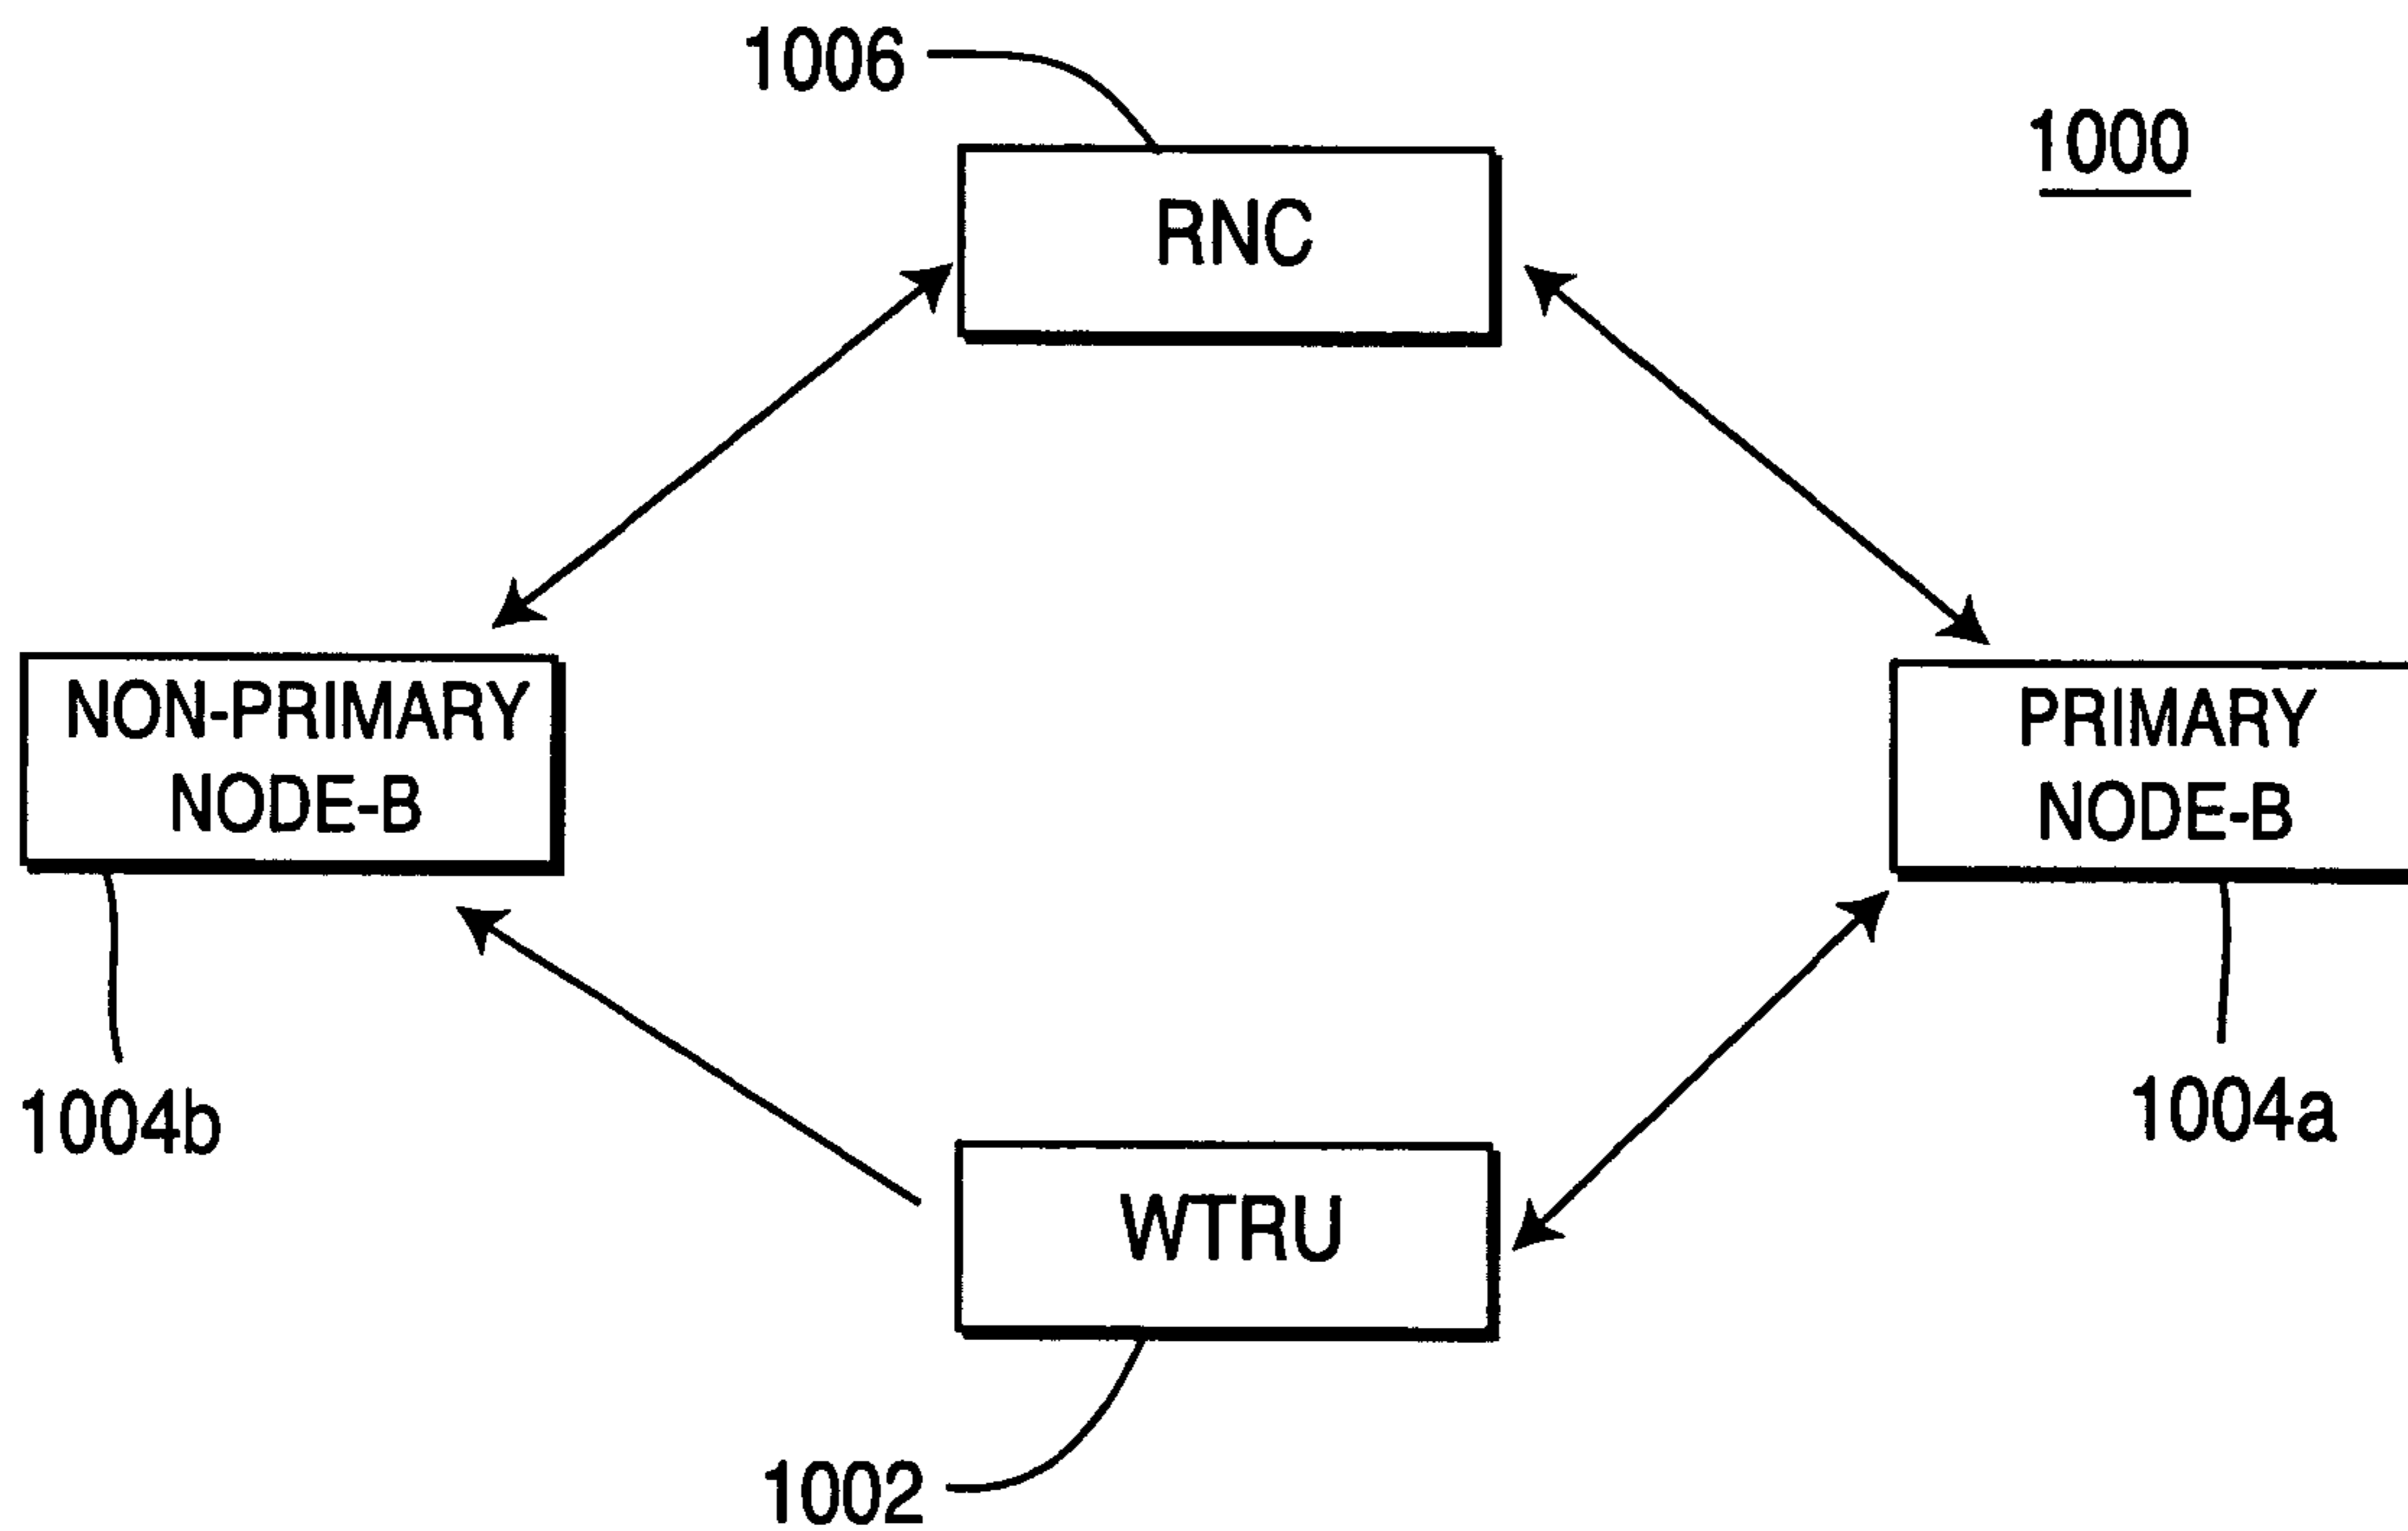 1006
1000
RNC
NON-PRIMARY
NODE-B
PRIMARY
NODE-B
1004b
1004a
WTRU
1002